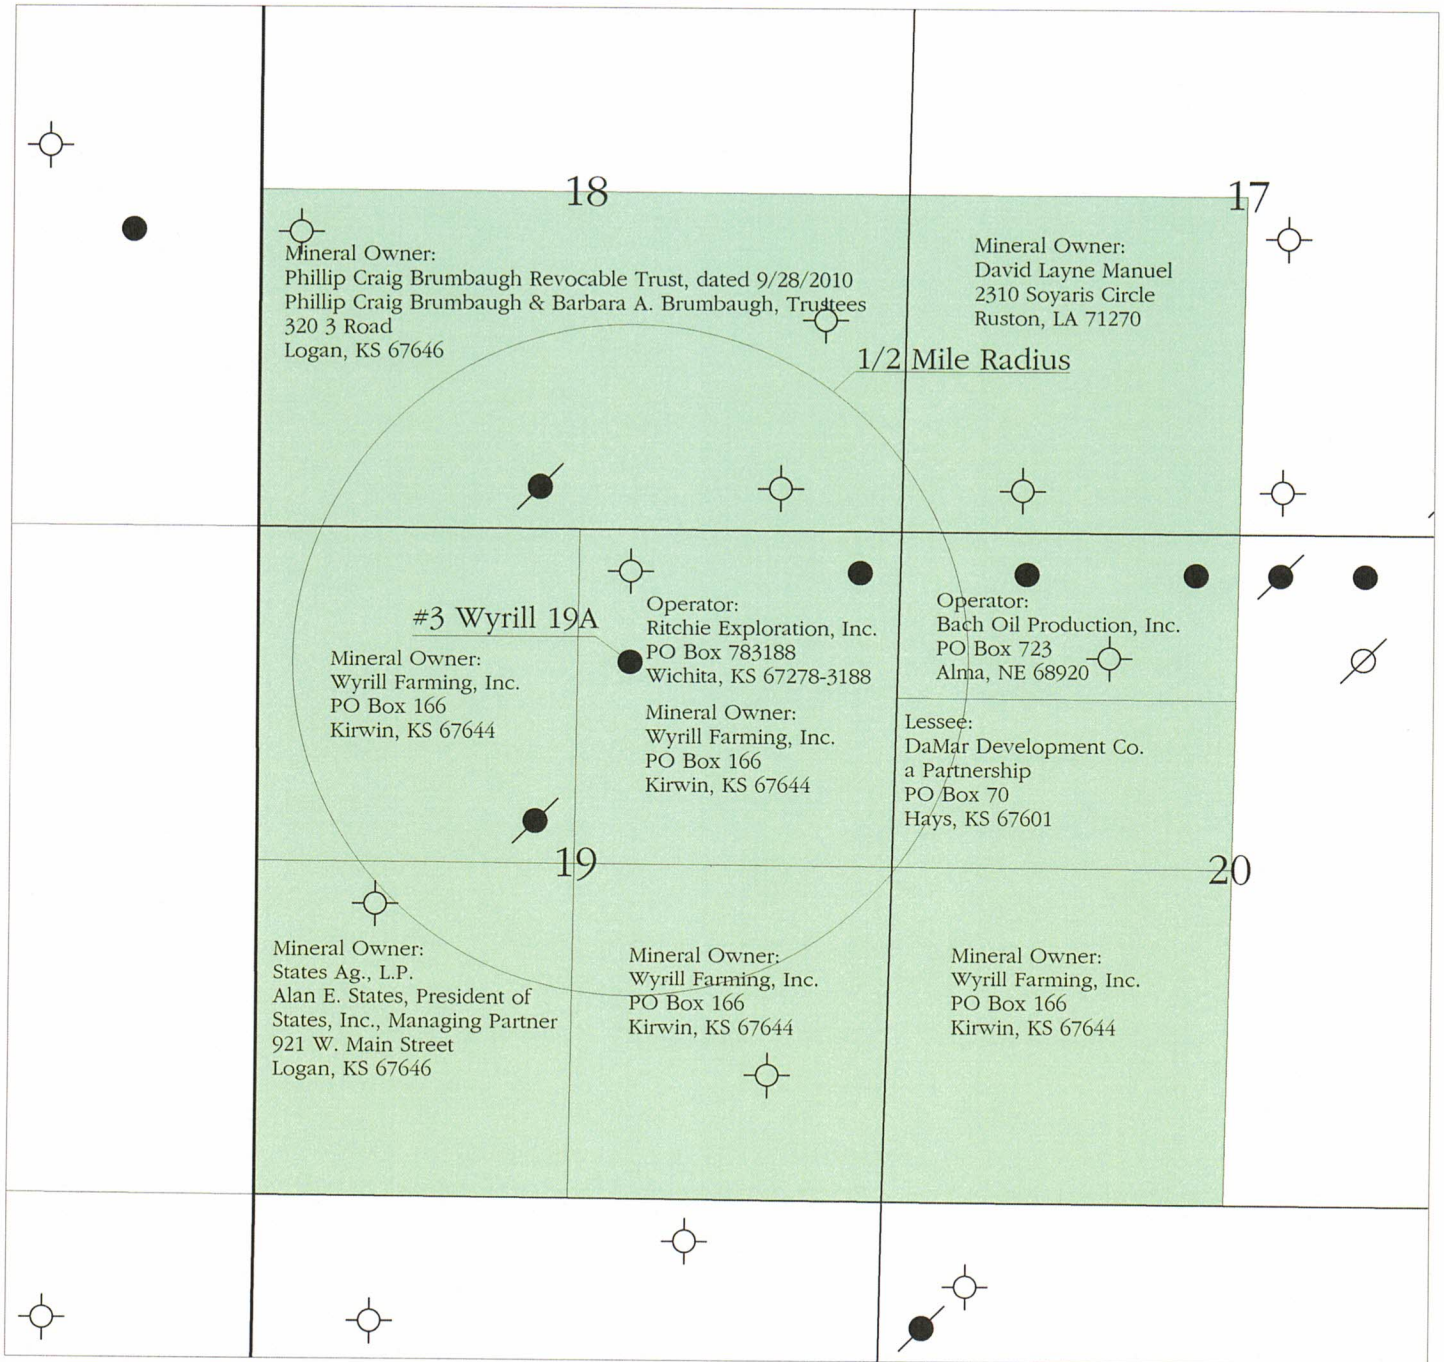 18
17
Mineral Owner:
Phillip Craig Brumbaugh Revocable Trust, dated 9/28/2010
Phillip Craig Brumbaugh & Barbara A. Brumbaugh, Trustees
320 3 Road
Logan, KS 67646
Mineral Owner:
David Layne Manuel
2310 Soyaris Circle
Ruston, LA 71270
1/2 Mile Radius
#3 Wyrill 19A
Mineral Owner:
Wyrill Farming, Inc.
PO Box 166
Kirwin, KS 67644
Operator:
Ritchie Exploration, Inc.
PO Box 783188
Wichita, KS 67278-3188
Mineral Owner:
Wyrill Farming, Inc.
PO Box 166
Kirwin, KS 67644
Operator:
Bach Oil Production, Inc.
PO Box 723
Alma, NE 68920
Lessee:
DaMar Development Co.
a Partnership
PO Box 70
Hays, KS 67601
19
20
Mineral Owner:
States Ag., L.P.
Alan E. States, President of
States, Inc., Managing Partner
921 W. Main Street
Logan, KS 67646
Mineral Owner:
Wyrill Farming, Inc.
PO Box 166
Kirwin, KS 67644
Mineral Owner:
Wyrill Farming, Inc.
PO Box 166
Kirwin, KS 67644